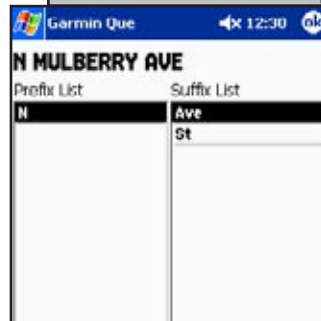 Garmin Que 12:30 ok
N MULBERRY AVE
Prefix List Suffix List
N Ave
St